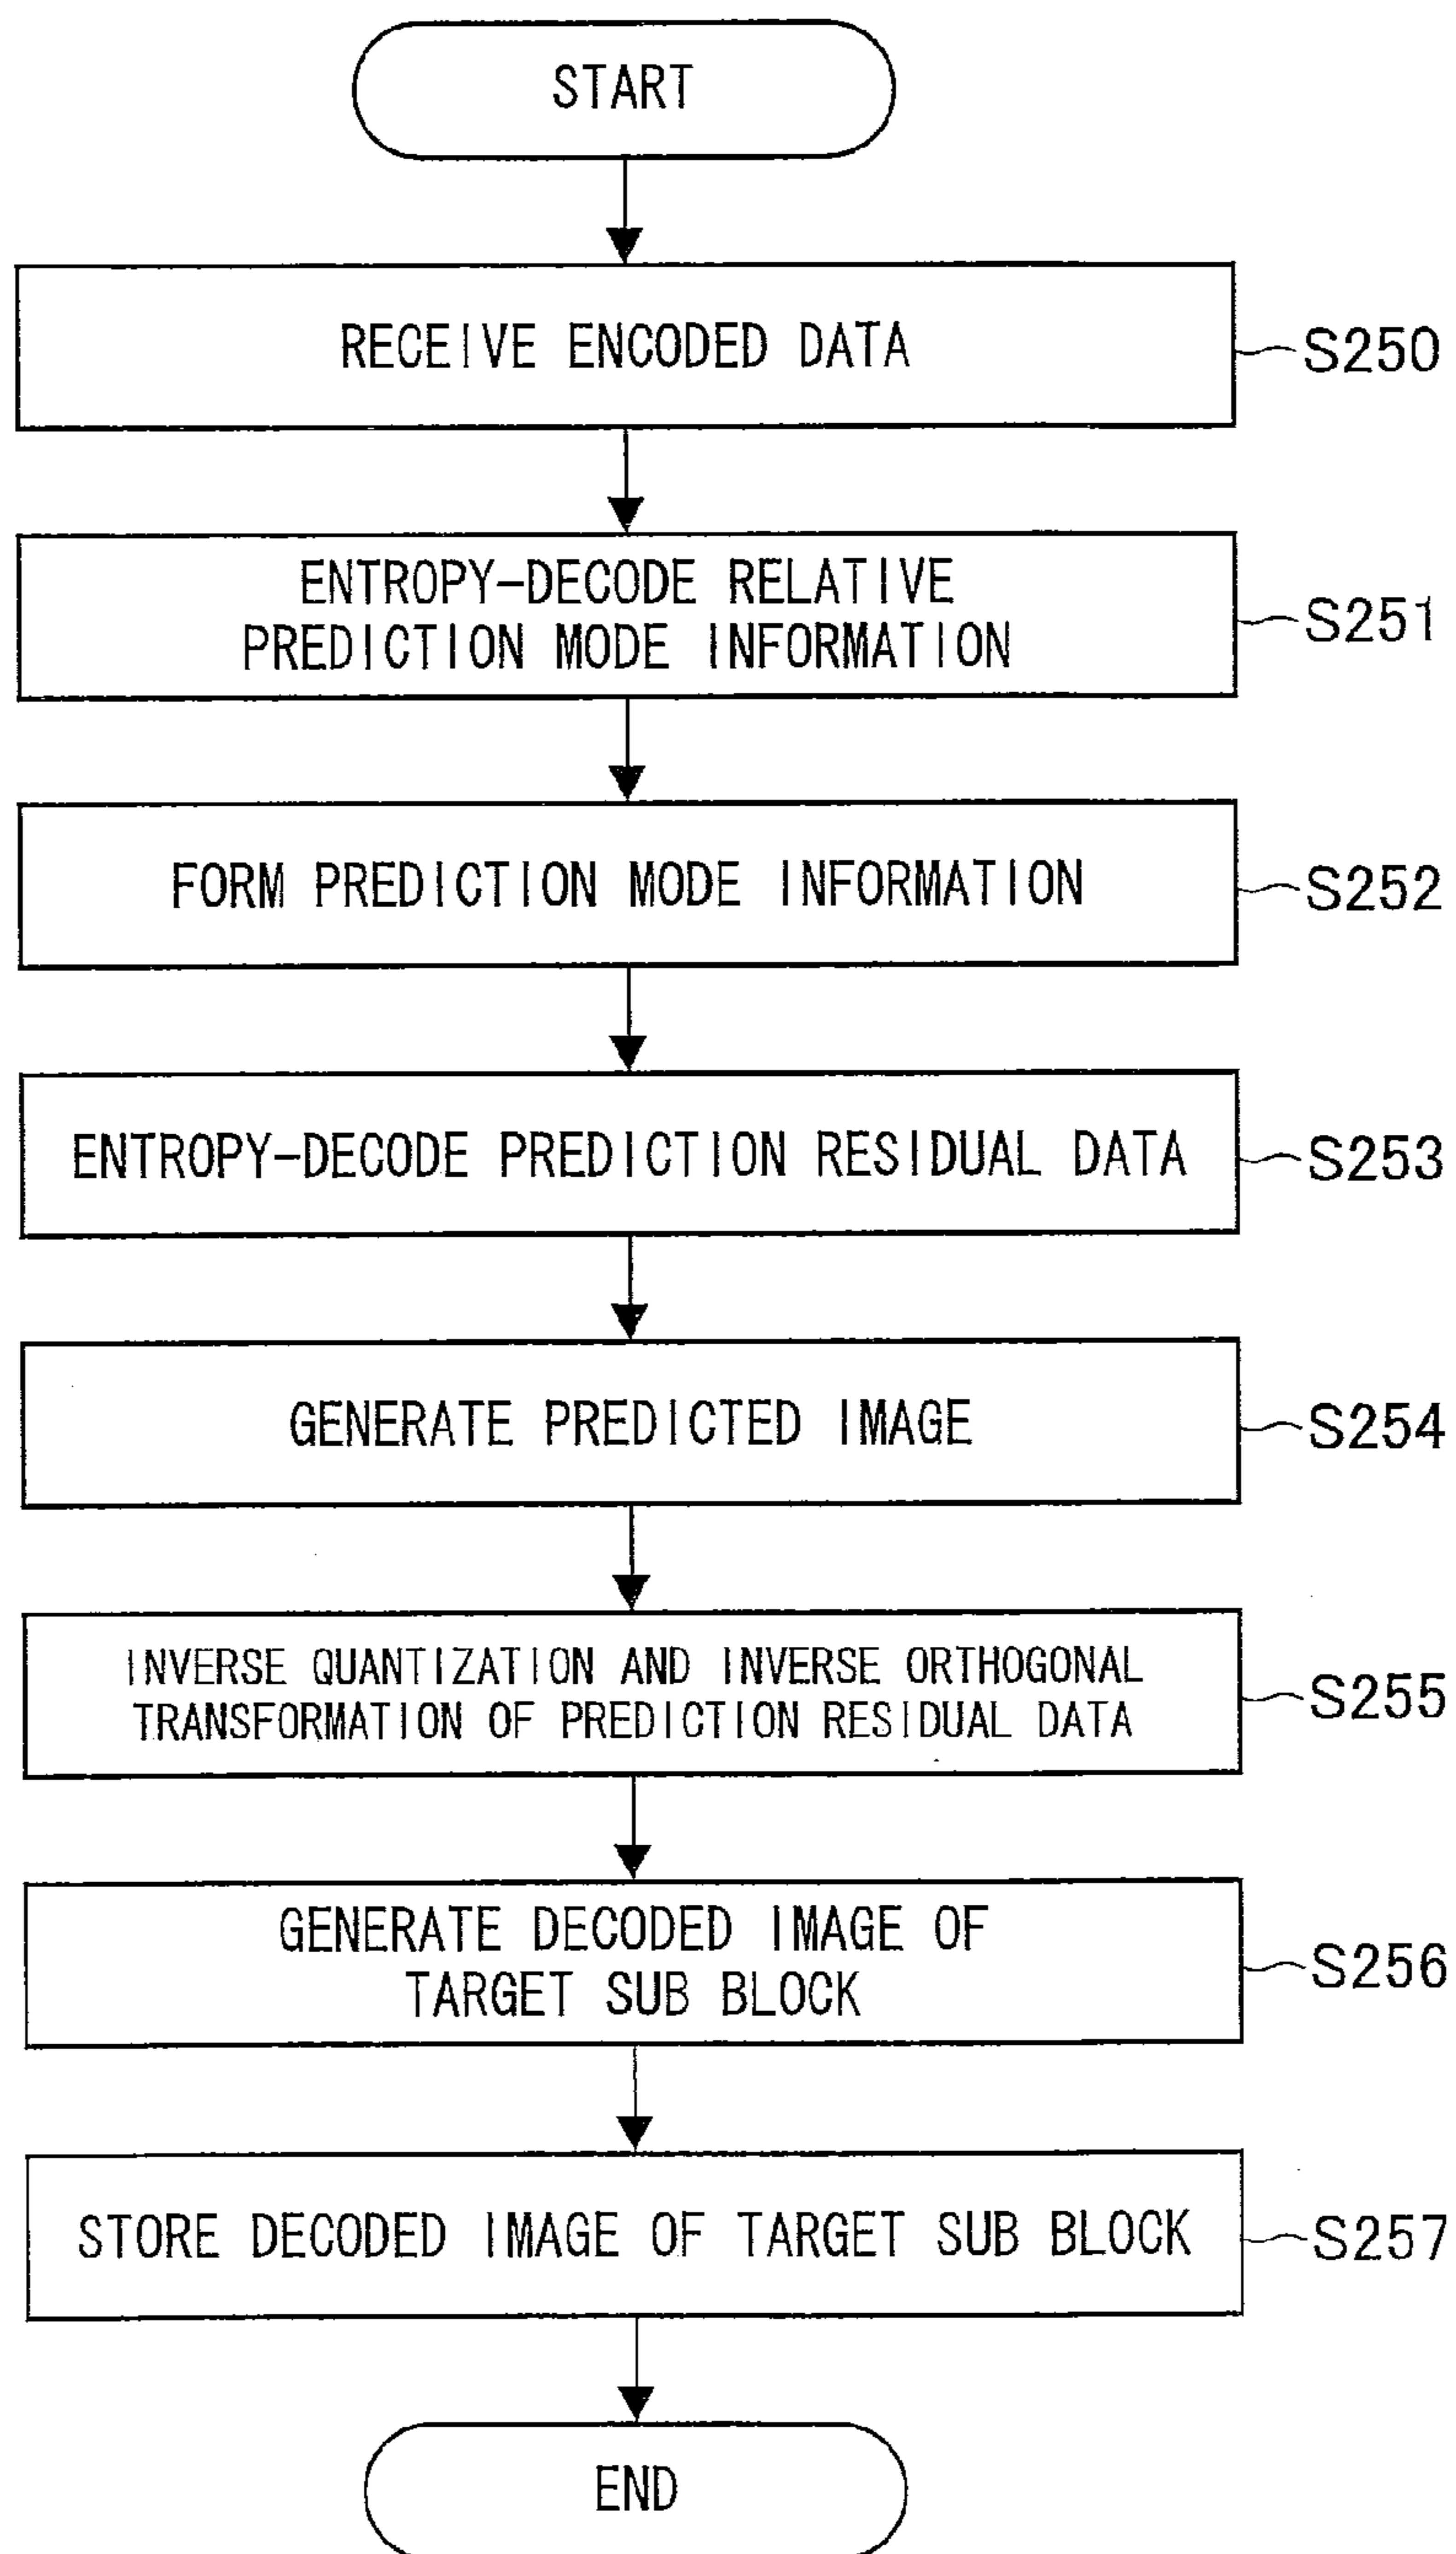 START
RECEIVE ENCODED DATA
S250
ENTROPY-DECODE RELATIVE
PREDICTION MODE INFORMATION
S251
FORM PREDICTION MODE INFORMATION
S252
ENTROPY-DECODE PREDICTION RESIDUAL DATA
S253
GENERATE PREDICTED IMAGE
S254
INVERSE QUANTIZATION AND INVERSE ORTHOGONAL
TRANSFORMATION OF PREDICTION RESIDUAL DATA
S255
GENERATE DECODED IMAGE OF
TARGET SUB BLOCK
S256
STORE DECODED IMAGE OF TARGET SUB BLOCK
S257
END